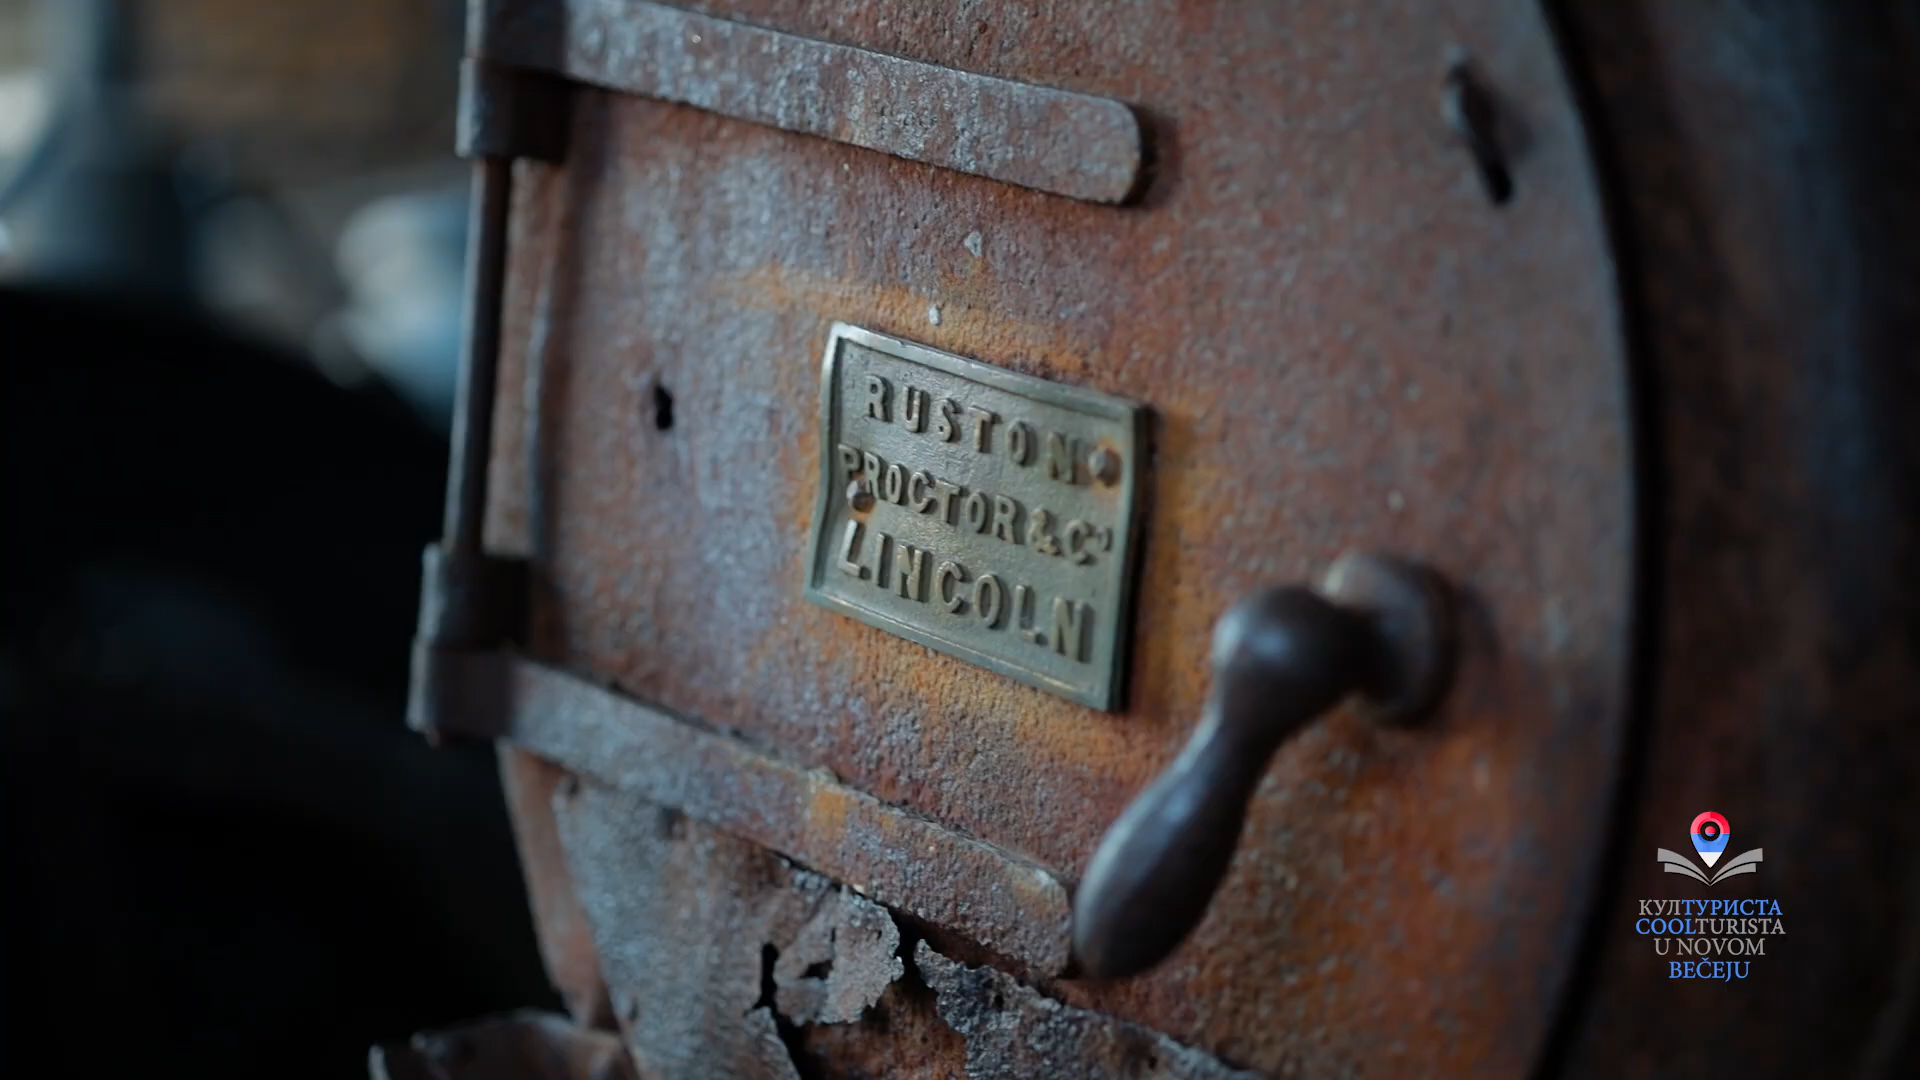 RUSTON
PROCTOR & Cº
LINCOLN
КУЛТУРИСТА
COOLTURISTA
U NOVOM
BEČEJU